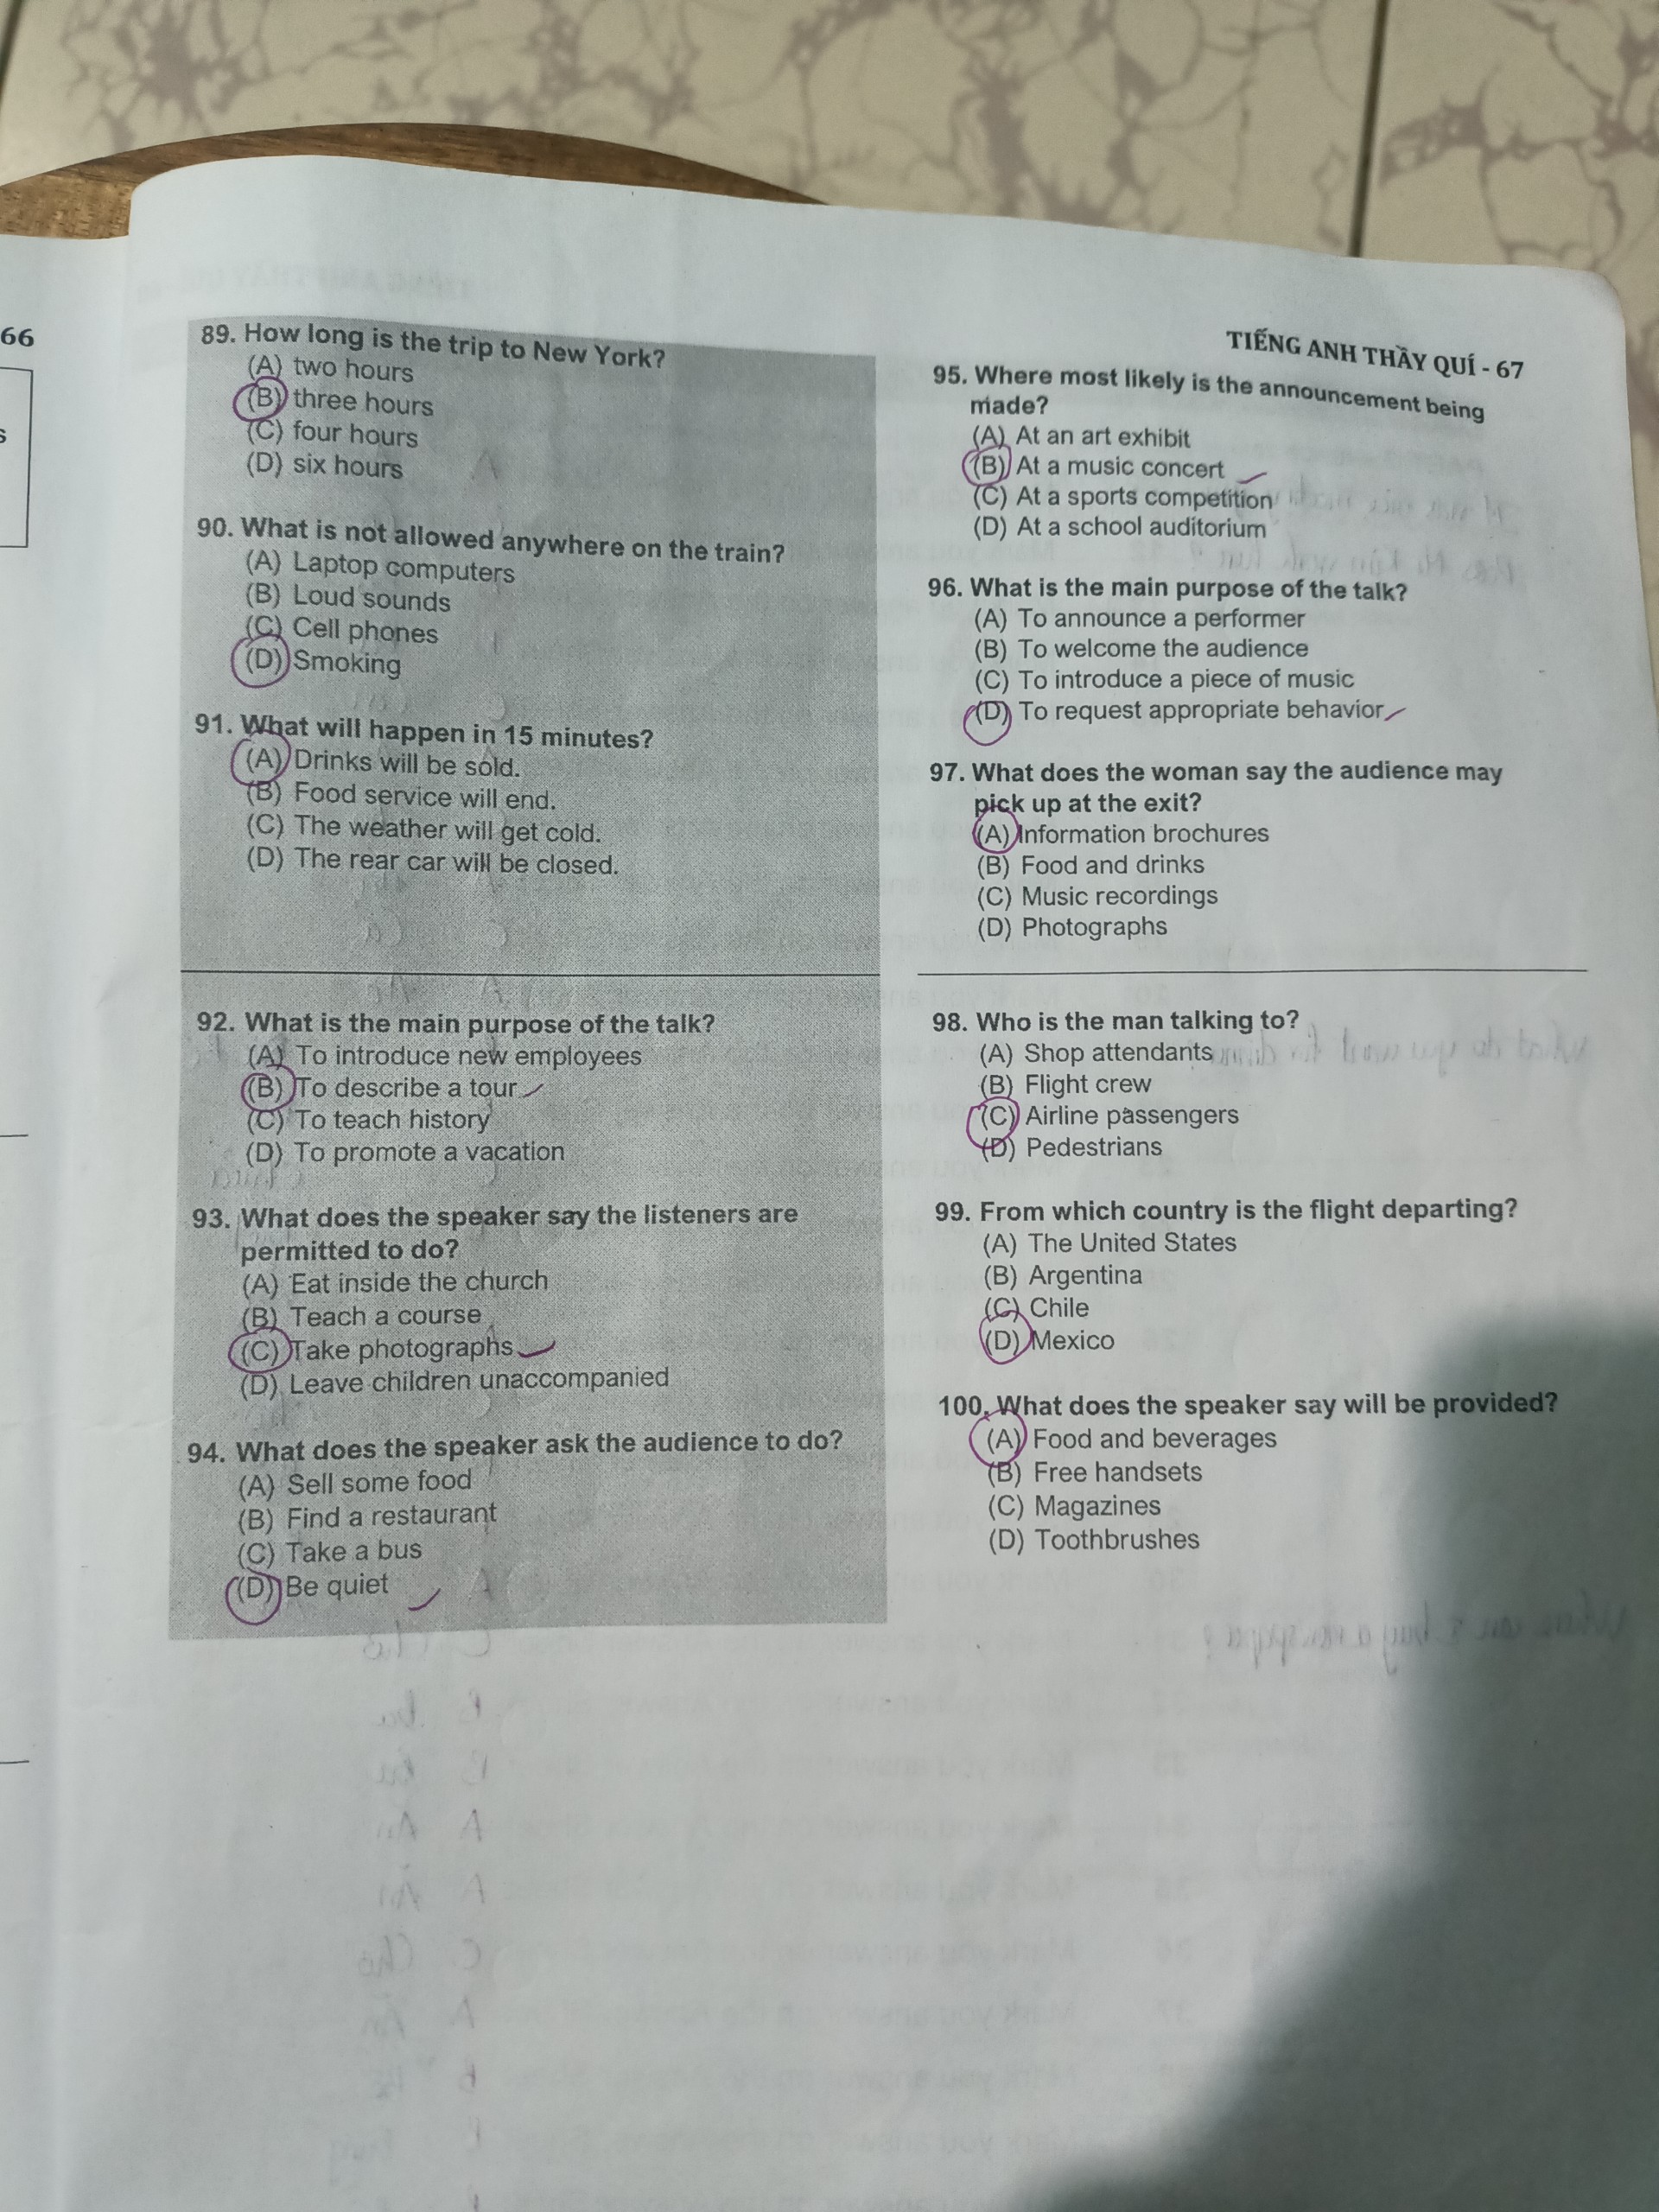 66
TIẾNG ANH THẦY QUÍ - 67
89. How long is the trip to New York?
(A) two hours
(B) three hours
(C) four hours
(D) six hours
90. What is not allowed anywhere on the train?
(A) Laptop computers
(B) Loud sounds
(C) Cell phones
(D) Smoking
91. What will happen in 15 minutes?
(A) Drinks will be sold.
(B) Food service will end.
(C) The weather will get cold.
(D) The rear car will be closed.
92. What is the main purpose of the talk?
(A) To introduce new employees
(B) To describe a tour
(C) To teach history
(D) To promote a vacation
93. What does the speaker say the listeners are
permitted to do?
(A) Eat inside the church
(B) Teach a course
(C) Take photographs
(D) Leave children unaccompanied
94. What does the speaker ask the audience to do?
(A) Sell some food
(B) Find a restaurant
(C) Take a bus
(D) Be quiet
95. Where most likely is the announcement being
made?
(A) At an art exhibit
(B) At a music concert
(C) At a sports competition
(D) At a school auditorium
96. What is the main purpose of the talk?
(A) To announce a performer
(B) To welcome the audience
(C) To introduce a piece of music
(D) To request appropriate behavior
97. What does the woman say the audience may
pick up at the exit?
(A) Information brochures
(B) Food and drinks
(C) Music recordings
(D) Photographs
98. Who is the man talking to?
(A) Shop attendants
(B) Flight crew
(C) Airline passengers
(D) Pedestrians
99. From which country is the flight departing?
(A) The United States
(B) Argentina
(C) Chile
(D) Mexico
100. What does the speaker say will be provided?
(A) Food and beverages
(B) Free handsets
(C) Magazines
(D) Toothbrushes